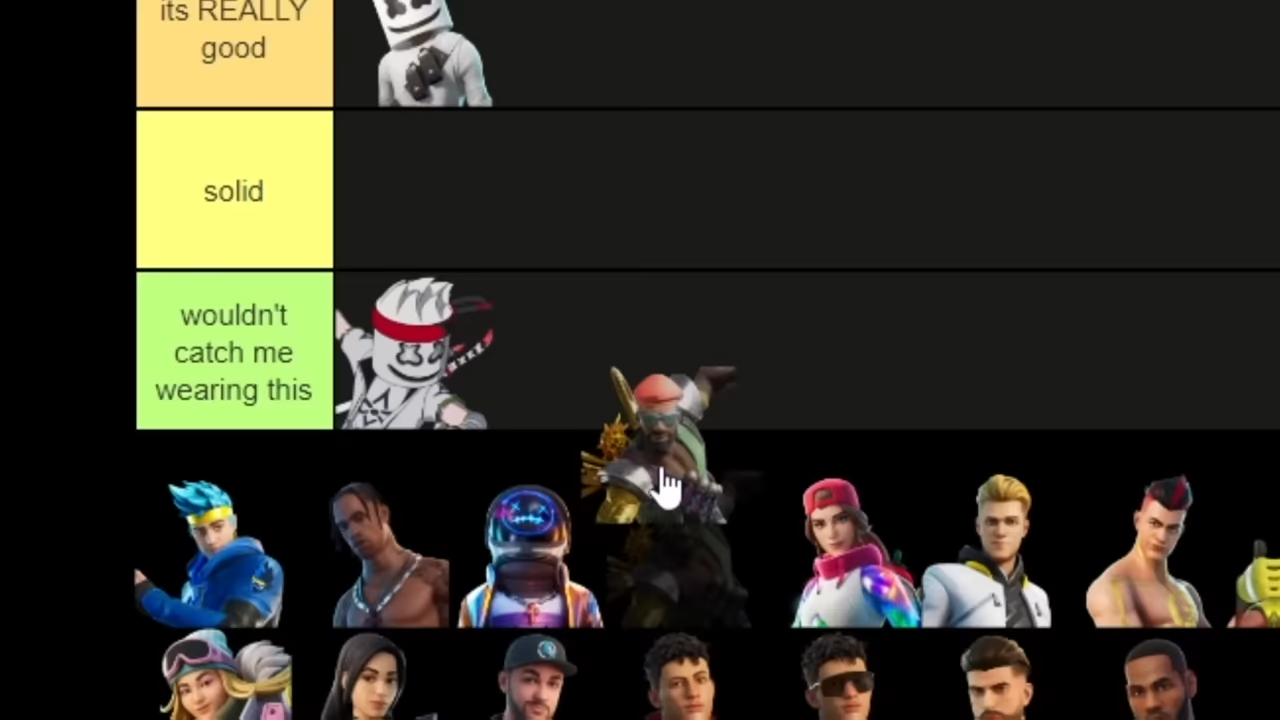 its REALLY
good
solid
wouldn't
catch me
wearing this